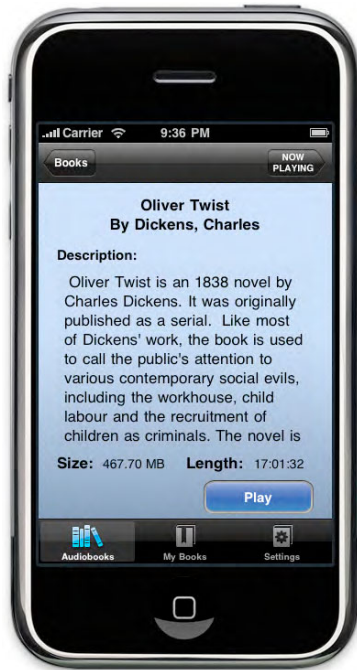 Carrier 9:36 PM
Books NOW PLAYING
Oliver Twist
By Dickens, Charles
Description:
Oliver Twist is an 1838 novel by
Charles Dickens. It was originally
published as a serial. Like most
of Dickens' work, the book is used
to call the public's attention to
various contemporary social evils,
including the workhouse, child
labour and the recruitment of
children as criminals. The novel is
Size: 467.70 MB Length: 17:01:32
Play
Audiobooks My Books Settings